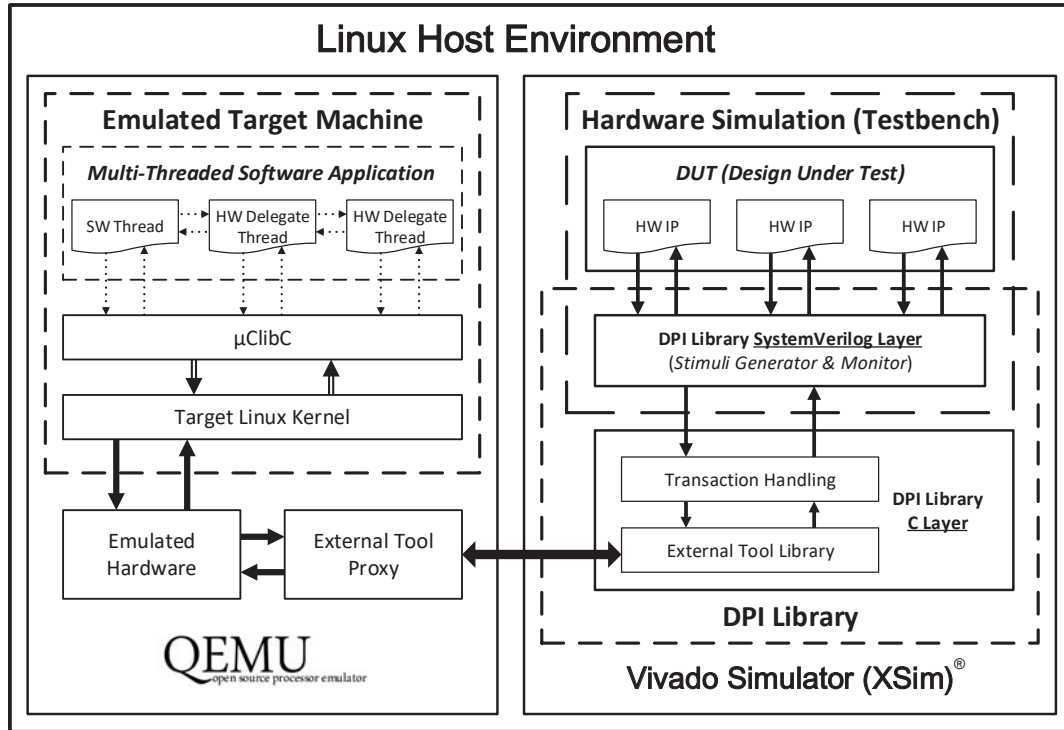 Linux Host Environment
Emulated Target Machine
Multi-Threaded Software Application
SW Thread
HW Delegate
Thread
HW Delegate
Thread
µClibC
Target Linux Kernel
Emulated
Hardware
External Tool
Proxy
QEMU
open source processor emulator
Hardware Simulation (Testbench)
DUT (Design Under Test)
HW IP
HW IP
HW IP
DPI Library SystemVerilog Layer
(Stimuli Generator & Monitor)
Transaction Handling
External Tool Library
DPI Library
C Layer
DPI Library
Vivado Simulator (XSim)®